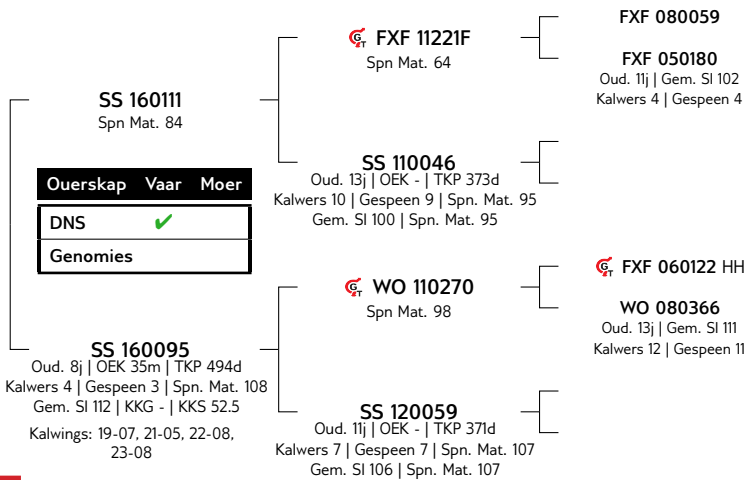 FXF 080059
GT FXF 11221F
Spn Mat. 64
FXF 050180
Oud. 11j | Gem. SI 102
Kalwers 4 | Gespeen 4
SS 160111
Spn Mat. 84
SS 110046
Oud. 13j | OEK - | TKP 373d
Kalwers 10 | Gespeen 9 | Spn. Mat. 95
Gem. SI 100 | Spn. Mat. 95
Ouerskap Vaar Moer
DNS ✔
Genomies
GT FXF 060122 HH
GT WO 110270
Spn Mat. 98
WO 080366
Oud. 13j | Gem. SI 111
Kalwers 12 | Gespeen 11
SS 160095
Oud. 8j | OEK 35m | TKP 494d
Kalwers 4 | Gespeen 3 | Spn. Mat. 108
Gem. SI 112 | KKG - | KKS 52.5
Kalwings: 19-07, 21-05, 22-08,
23-08
SS 120059
Oud. 11j | OEK - | TKP 371d
Kalwers 7 | Gespeen 7 | Spn. Mat. 107
Gem. SI 106 | Spn. Mat. 107